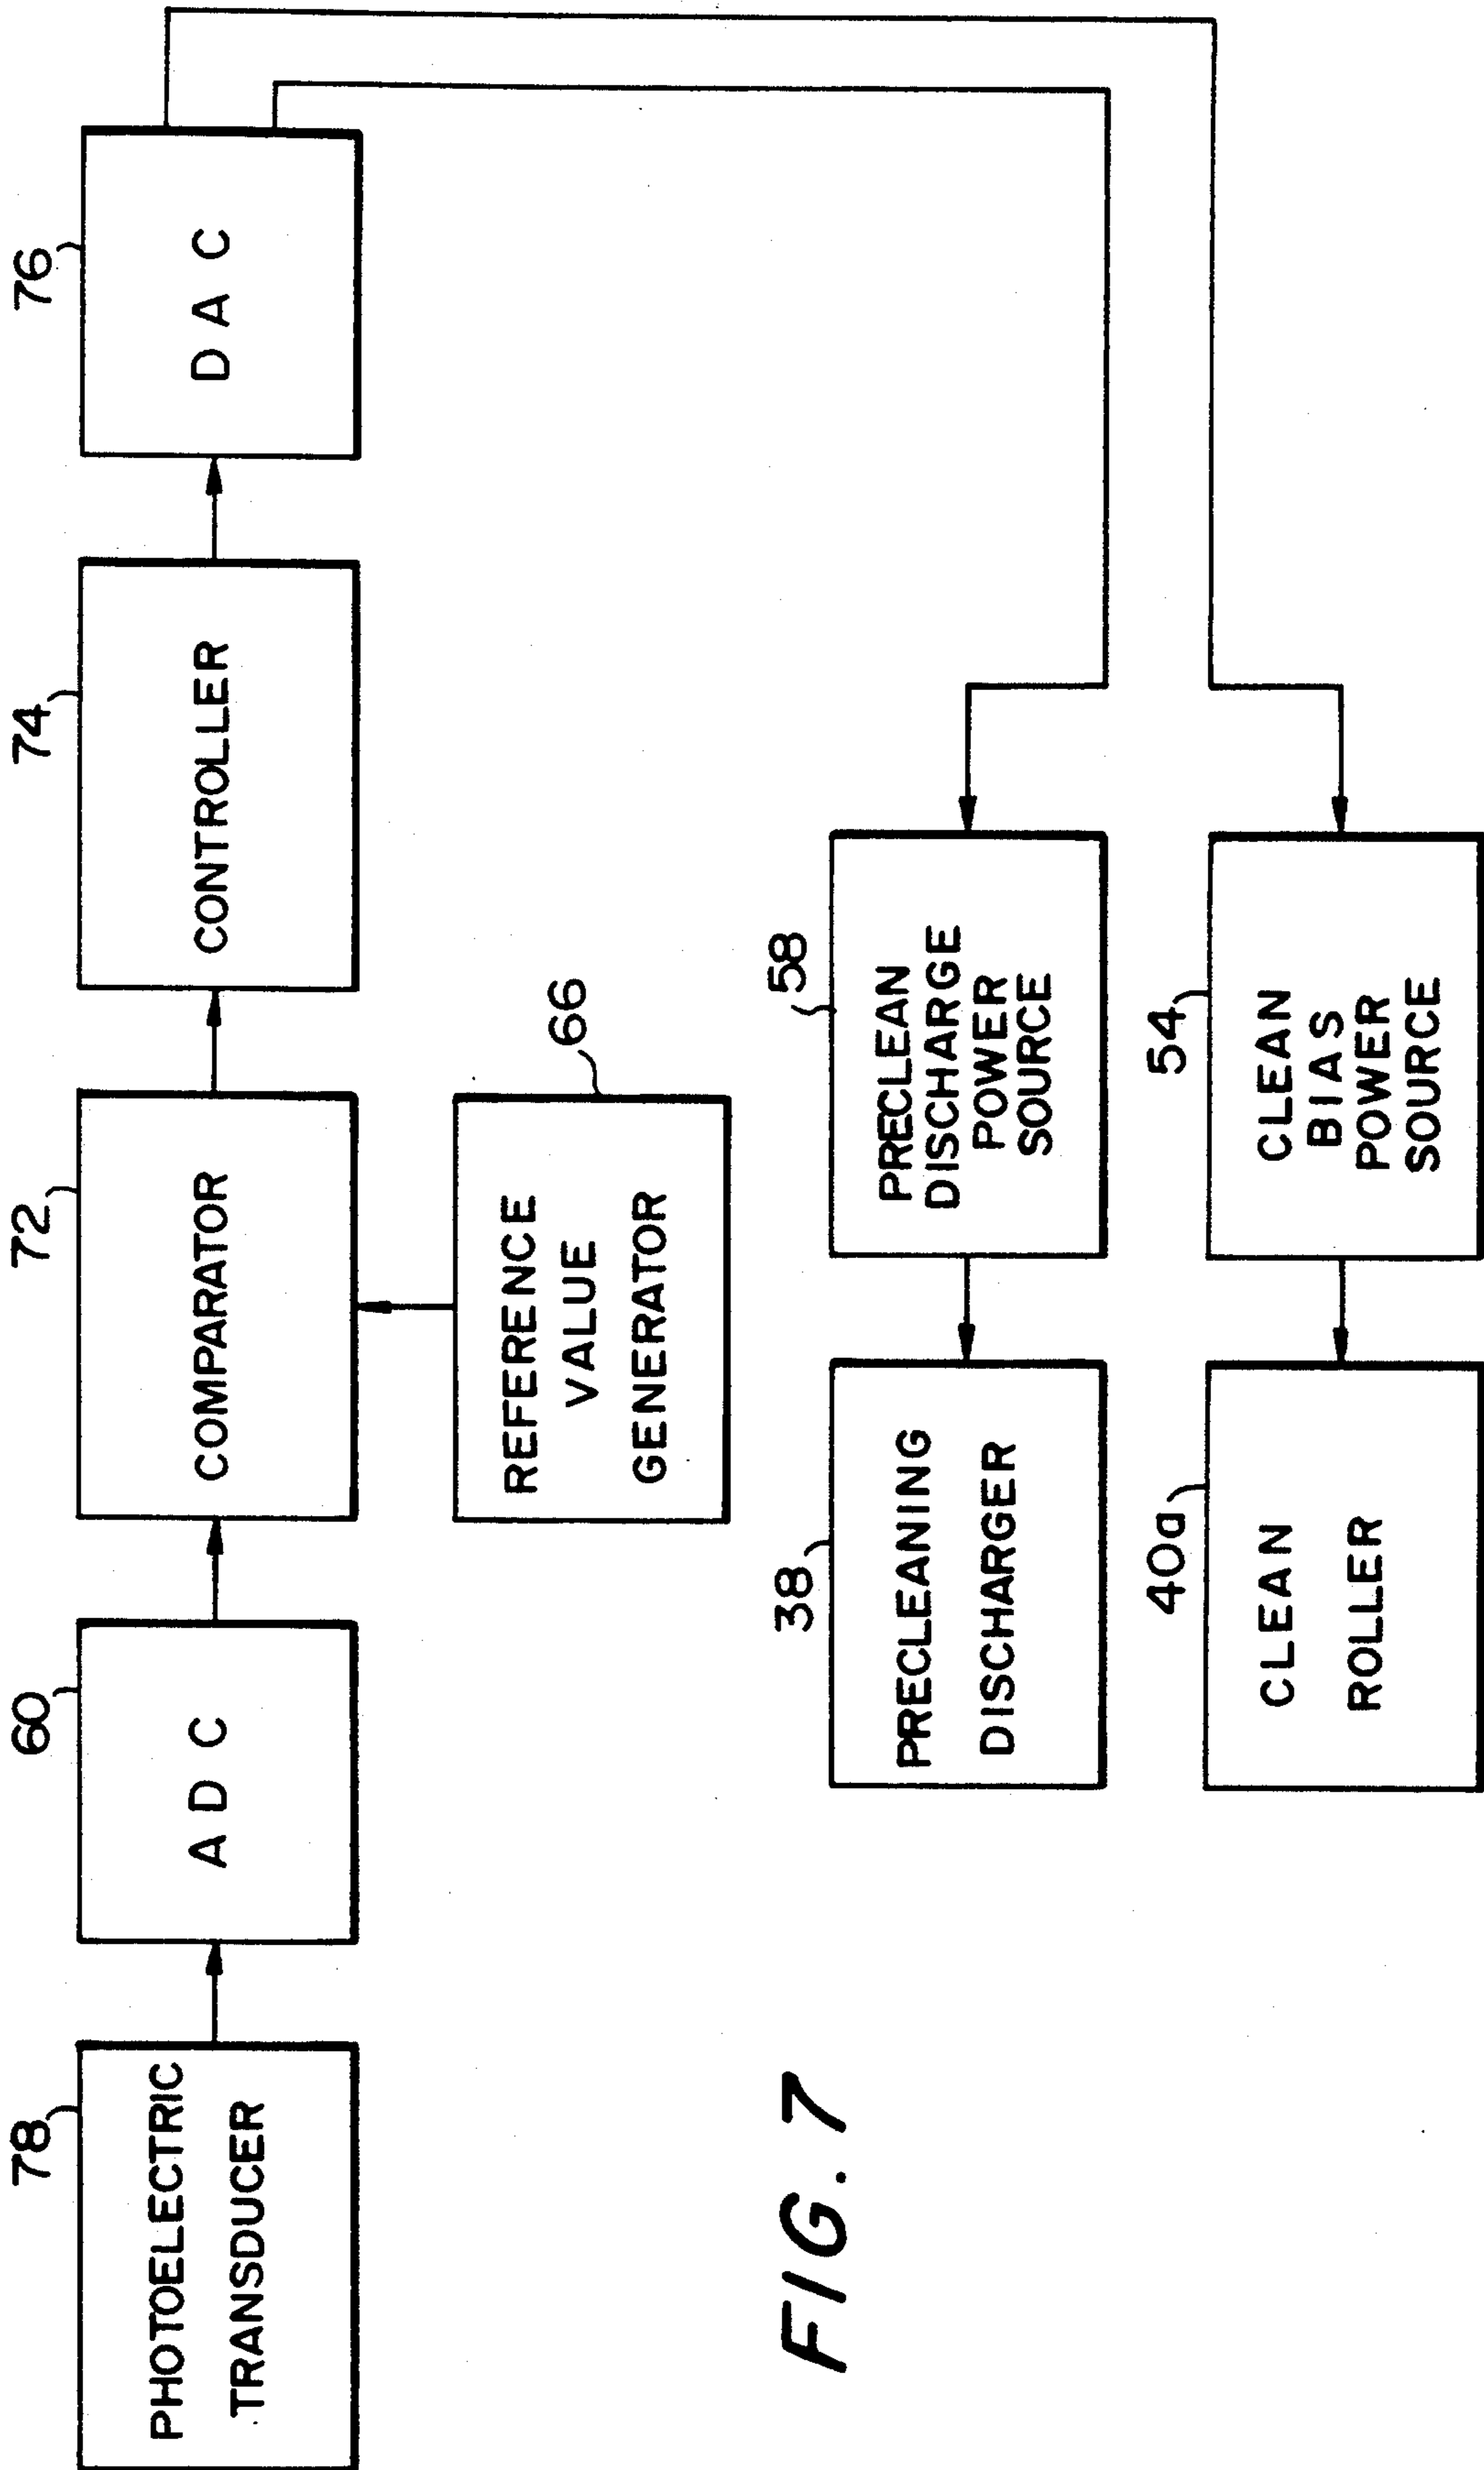 78
PHOTOELECTRIC
TRANSDUCER
60
A D C
72
COMPARATOR
74
CONTROLLER
76
D A C
66
REFERENCE
VALUE
GENERATOR
38
PRECLEANING
DISCHARGER
58
PRECLEAN
DISCHARGE
POWER
SOURCE
40a
CLEAN
ROLLER
54
CLEAN
BIAS
POWER
SOURCE
FIG. 7